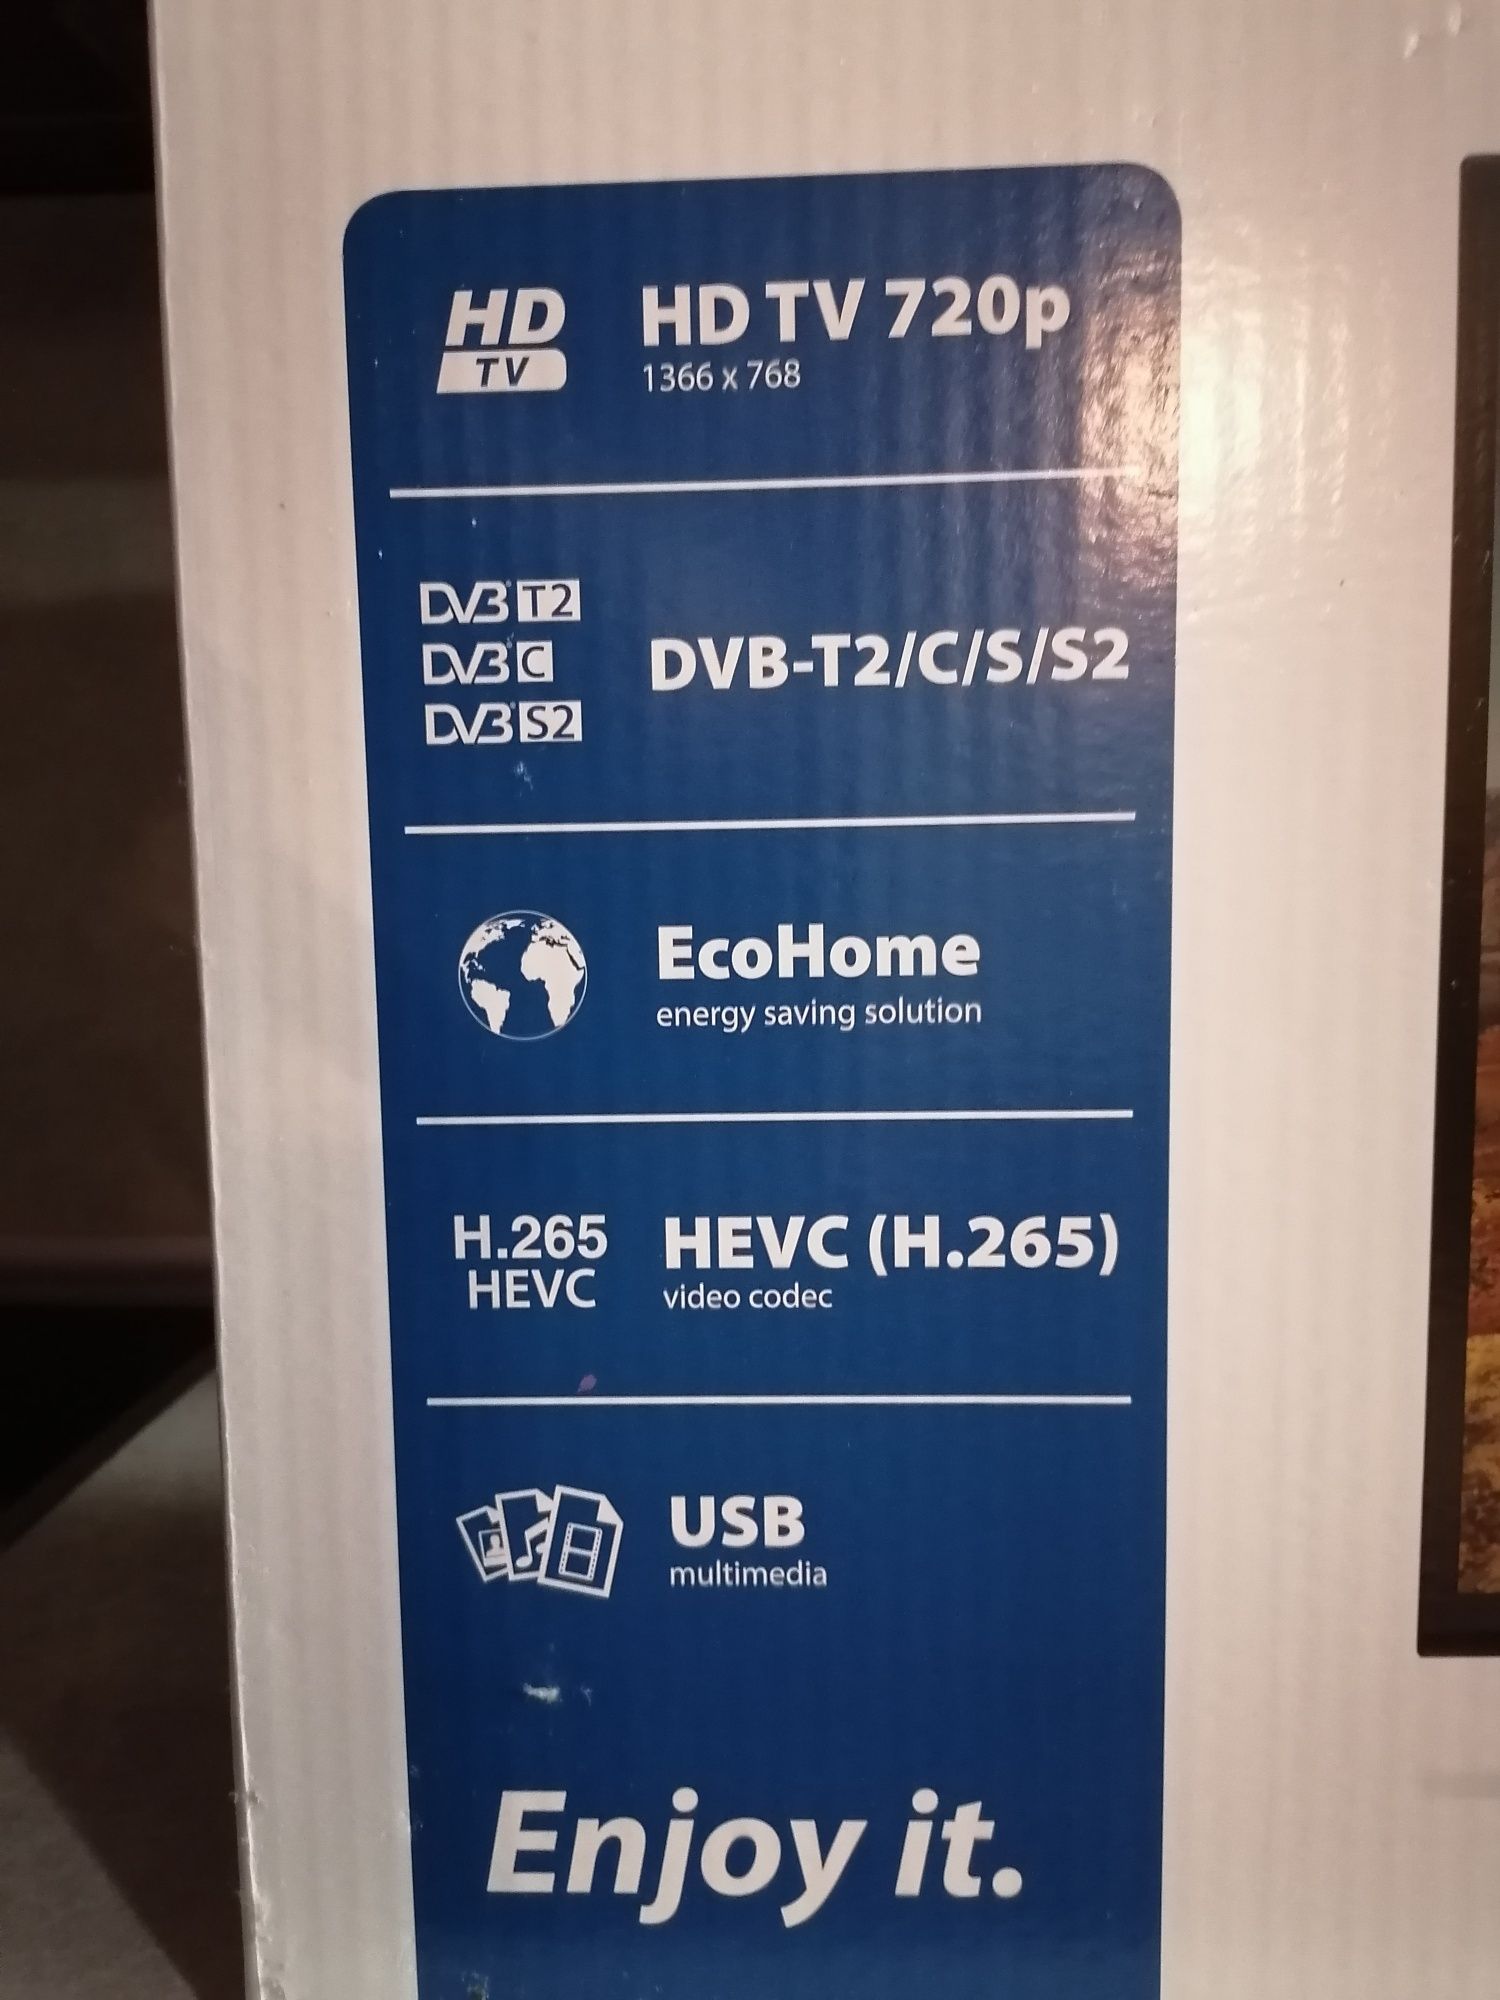 HD
TV
HD TV 720p
1366 x 768
DVB T2
DVB C
DVB S2
DVB-T2/C/S/S2
EcoHome
energy saving solution
H.265
HEVC
HEVC (H.265)
video codec
USB
multimedia
Enjoy it.